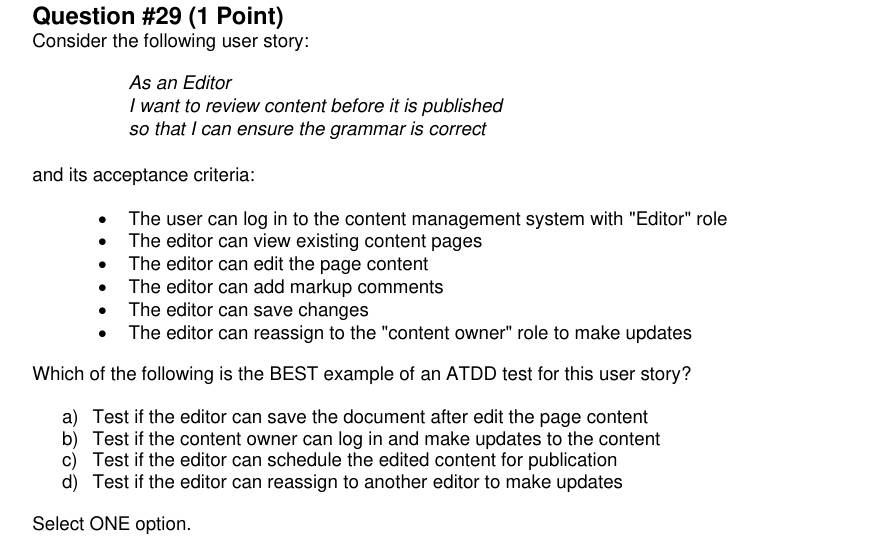 Question #29 (1 Point)
Consider the following user story:
As an Editor
I want to review content before it is published
so that I can ensure the grammar is correct
and its acceptance criteria:
• The user can log in to the content management system with "Editor" role
• The editor can view existing content pages
• The editor can edit the page content
• The editor can add markup comments
• The editor can save changes
• The editor can reassign to the "content owner" role to make updates
Which of the following is the BEST example of an ATDD test for this user story?
a) Test if the editor can save the document after edit the page content
b) Test if the content owner can log in and make updates to the content
c) Test if the editor can schedule the edited content for publication
d) Test if the editor can reassign to another editor to make updates
Select ONE option.